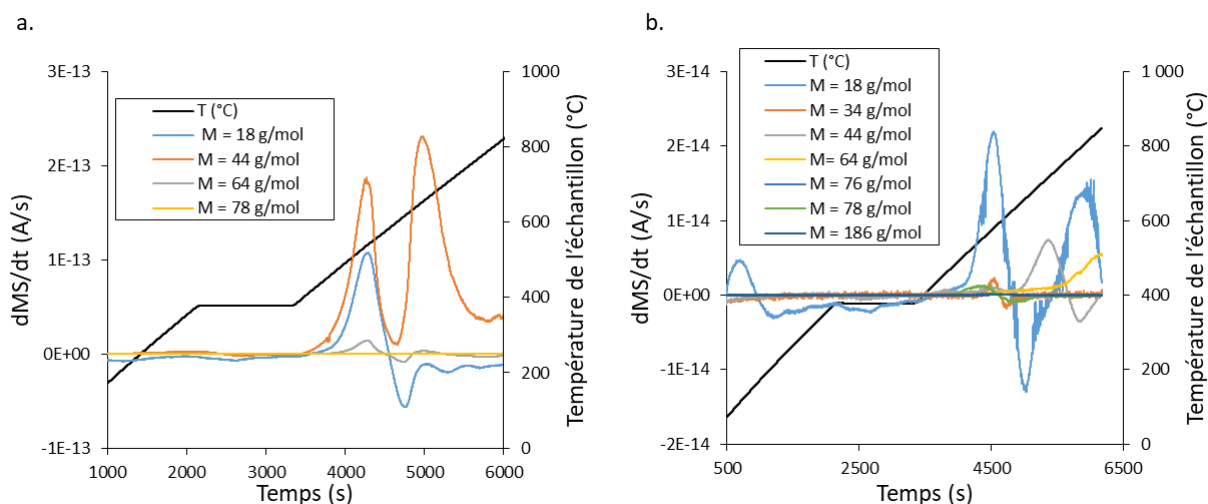 a.
dMS/dt (A/s)
3E-13
2E-13
1E-13
0E+00
-1E-13
T (°C)
M = 18 g/mol
M = 44 g/mol
M = 64 g/mol
M = 78 g/mol
1 000
800
600
400
200
0
Température de l'échantillon (°C)
1000 2000 3000 4000 5000 6000
Temps (s)
b.
dMS/dt (A/s)
3E-14
2E-14
1E-14
0E+00
-1E-14
-2E-14
T (°C)
M = 18 g/mol
M = 34 g/mol
M = 44 g/mol
M= 64 g/mol
M = 76 g/mol
M = 78 g/mol
M = 186 g/mol
1 000
800
600
400
200
0
Température de l'échantillon (°C)
500 2500 4500 6500
Temps (s)